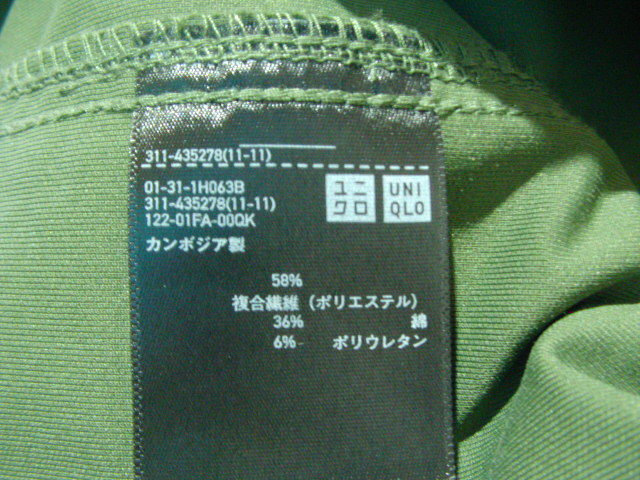 311-435278(11-11)
01-31-1H063B
311-435278(11-11)
122-01FA-00QK
ユニ
クロ
UNI
QLO
カンボジア製
58%
複合繊維（ポリエステル）
36% 綿
6% ポリウレタン